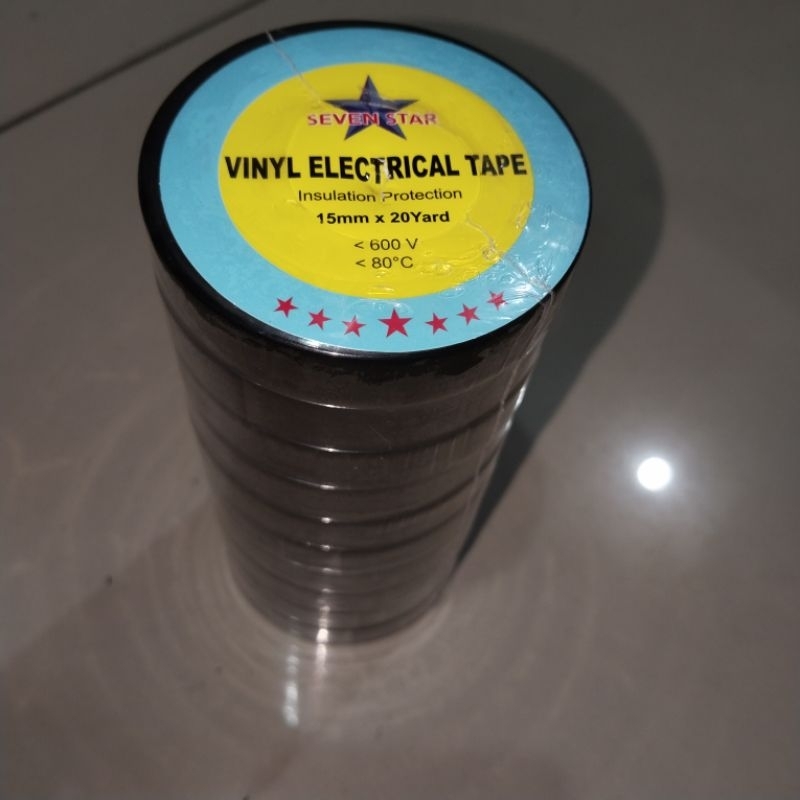 SEVEN STAR
VINYL ELECTRICAL TAPE
Insulation Protection
15mm x 20Yard
< 600 V
< 80°C